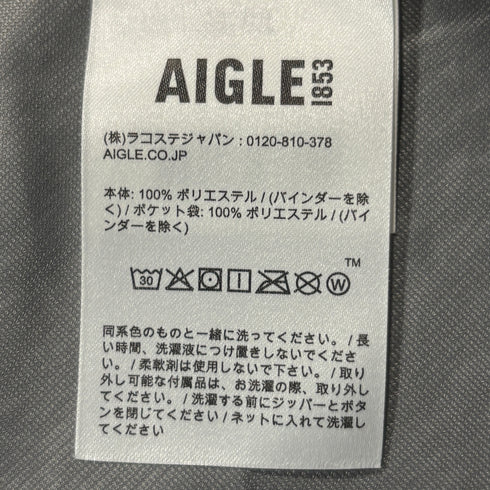 AIGLE 1853
(株)ラコステジャパン : 0120-810-378
AIGLE.CO.JP
本体: 100% ポリエステル / (バインダーを除
く) / ポケット袋: 100% ポリエステル / (バイ
ンダーを除く)
TM
30 W
同系色のものと一緒に洗ってください。 / 長
い時間、洗濯液につけ置きしないでくださ
い。 / 柔軟剤は使用しないで下さい。 / 取り
外し可能な付属品は、お洗濯の際、取り外し
てください。 / 洗濯する前にジッパーとボタ
ンを閉じてください / ネットに入れて洗濯し
てください